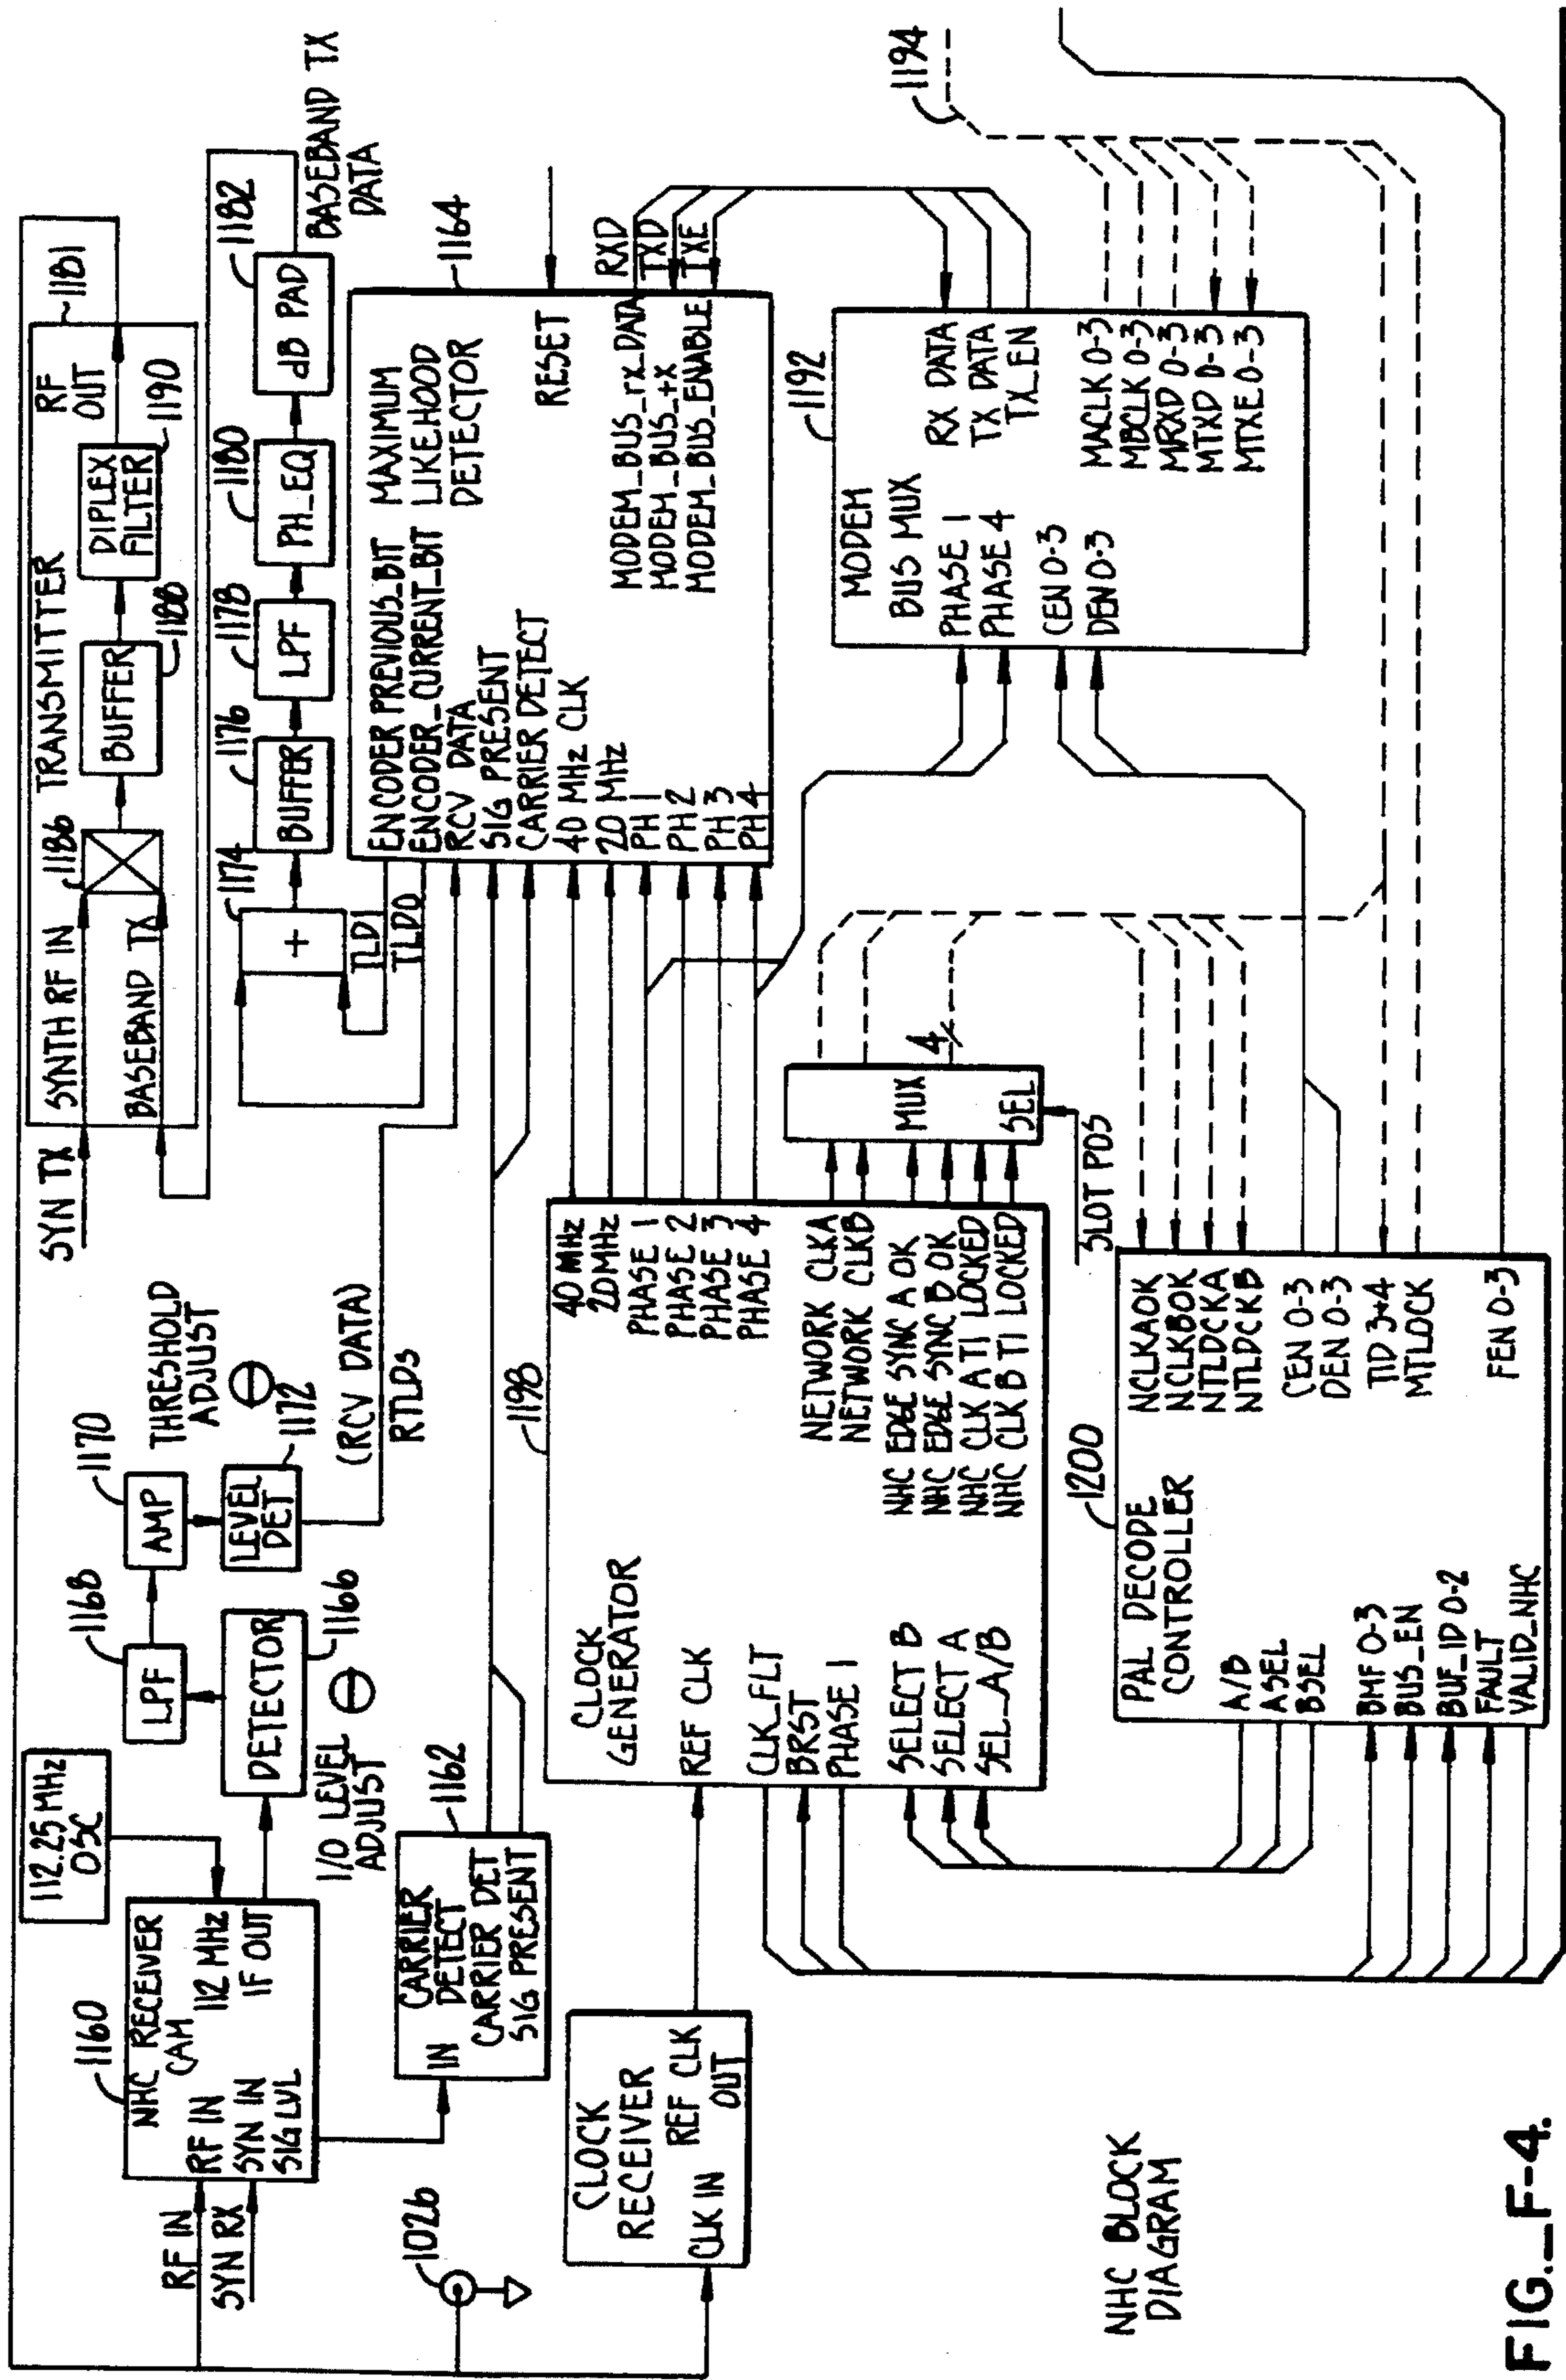 SYN TX
SYNTH RF IN
1186
TRANSMITTER
RF
OUT
1181
BASEBAND TX
BUFFER
1188
DIPLEX
FILTER
1190
1174
+
1176
BUFFER
1178
LPF
1180
PH_EQ
1182
dB PAD
BASEBAND TX
DATA
TLD1
TLD0
1164
ENCODER PREVIOUS_BIT
ENCODER_CURRENT_BIT
RCV DATA
SIG PRESENT
CARRIER DETECT
40 MHz CLK
20 MHz
PH 1
PH 2
PH 3
PH 4
MAXIMUM
LIKEHOOD
DETECTOR
RESET
MODEM_BUS_rx_DATA
MODEM_BUS_tX
MODEM_BUS_ENABLE
RXD
TXD
TXE
1160
NHC RECEIVER
CAM
RF IN
SYN IN
SIG LVL
112 MHz
IF OUT
RF IN
SYN RX
112.25 MHz
OSC
DETECTOR
1166
I/O LEVEL
ADJUST
LPF
1168
AMP
1170
LEVEL
DET
1172
THRESHOLD
ADJUST
(RCV DATA)
RTLDs
1162
CARRIER
DETECT
IN
CARRIER DET
SIG PRESENT
102b
CLOCK
RECEIVER
REF CLK
OUT
CLK IN
1198
CLOCK
GENERATOR
REF CLK
CLK_FLT
BRST
PHASE 1
SELECT B
SELECT A
SEL_A/B
40 MHz
20 MHz
PHASE 1
PHASE 2
PHASE 3
PHASE 4
NETWORK CLKA
NETWORK CLKB
NHC EDGE SYNC A OK
NHC EDGE SYNC B OK
NHC CLK A TI LOCKED
NHC CLK B TI LOCKED
MUX
SEL
4
SLOT POS
1192
MODEM
BUS MUX
PHASE 1
PHASE 4
CEN 0-3
DEN 0-3
RX DATA
TX DATA
TX_EN
MACLK 0-3
MBCLK 0-3
MRXD 0-3
MTXD 0-3
MTXE 0-3
1194
1200
PAL DECODE
CONTROLLER
A/B
ASEL
BSEL
BMF 0-3
BUS_EN
BUF_ID 0-2
FAULT
VALID_NHC
NCLKAOK
NCLKBOK
NTLDCKA
NTLDCKB
CEN 0-3
DEN 0-3
TID 3+4
MTLOCK
FEN 0-3
NHC BLOCK
DIAGRAM
FIG._F-4.